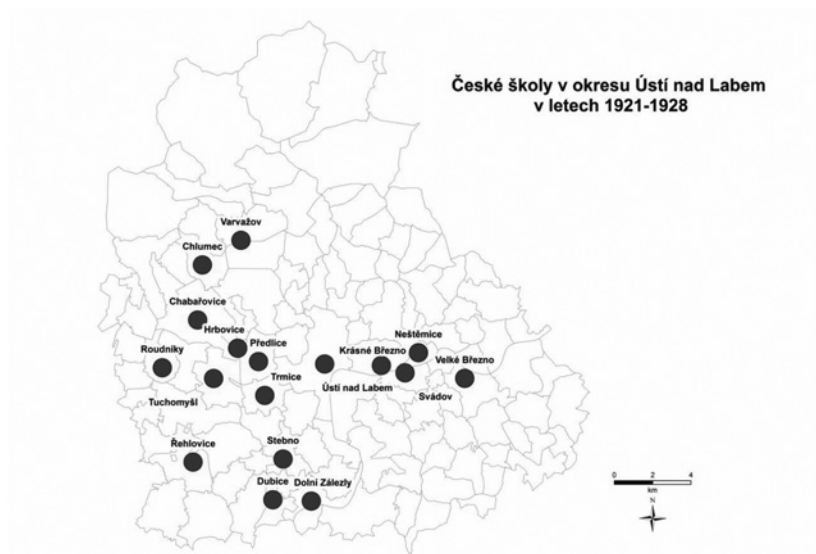 České školy v okresu Ústí nad Labem
v letech 1921-1928
Varvažov
Chlumec
Chabařovice
Hrbovice
Předlice
Roudníky
Neštěmice
Krásné Březno
Velké Březno
Trmice
Ústí nad Labem
Svádov
Tuchomyšl
Řehlovice
Stebno
Dubice
Dolní Zálezly
0 2 4
km
N